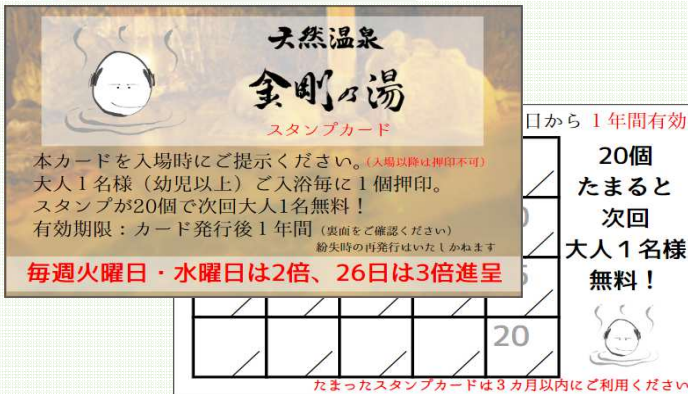 天然温泉
金剛乃湯
スタンプカード
本カードを入場時にご提示ください。(入場以降は押印不可)
大人1名様(幼児以上)ご入浴毎に1個押印。
スタンプが20個で次回大人1名無料!
有効期限:カード発行後1年間(裏面をご確認ください)
紛失時の再発行はいたしかねます
毎週火曜日・水曜日は2倍、26日は3倍進呈
日から1年間有効
20個
たまると
次回
大人1名様
無料!
20
たまったスタンプカードは3カ月以内にご利用ください